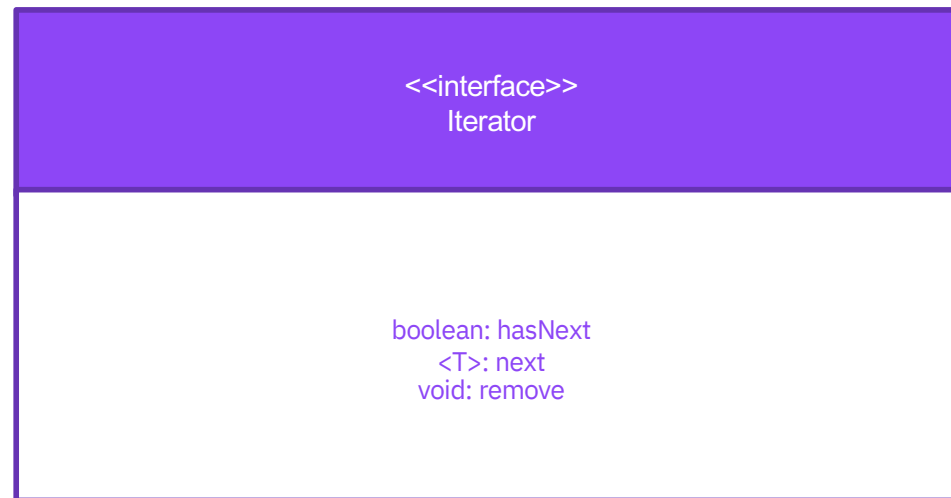 <<interface>>
Iterator
boolean: hasNext
<T>: next
void: remove